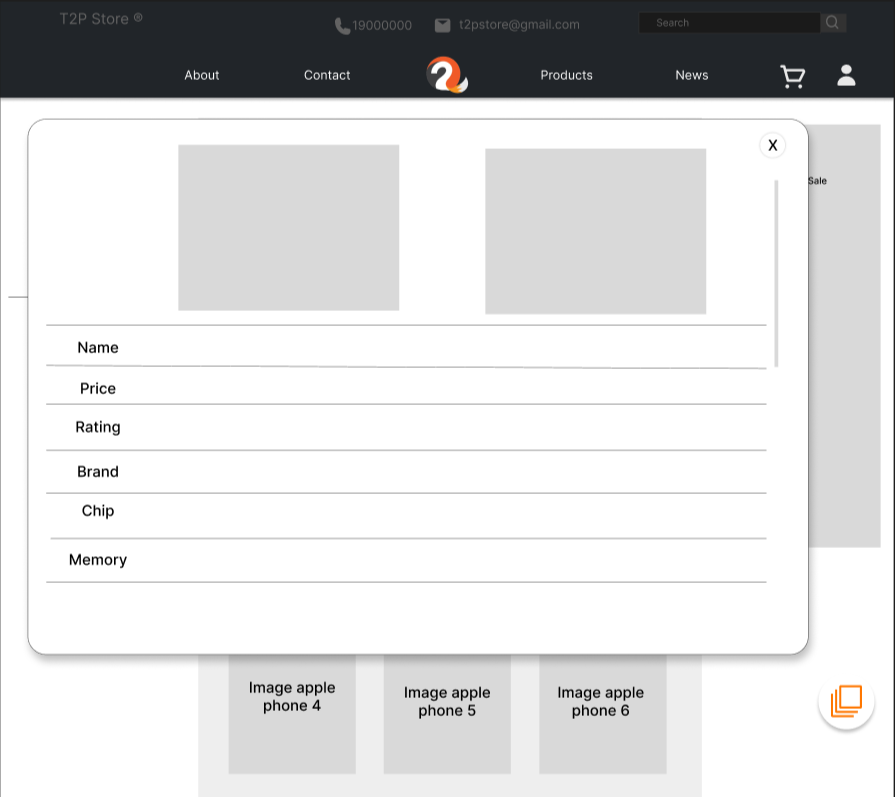 T2P Store ®
19000000
t2pstore@gmail.com
Search
About
Contact
Products
News
X
Sale
Name
Price
Rating
Brand
Chip
Memory
Image apple
phone 4
Image apple
phone 5
Image apple
phone 6